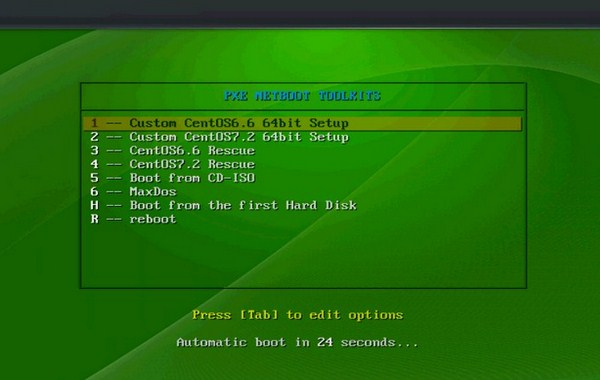 PXE NETBOOT TOOLKITS
1 -- Custom CentOS6.6 64bit Setup
2 -- Custom CentOS7.2 64bit Setup
3 -- CentOS6.6 Rescue
4 -- CentOS7.2 Rescue
5 -- Boot from CD-ISO
6 -- MaxDos
H -- Boot from the first Hard Disk
R -- reboot
Press [Tab] to edit options
Automatic boot in 24 seconds...